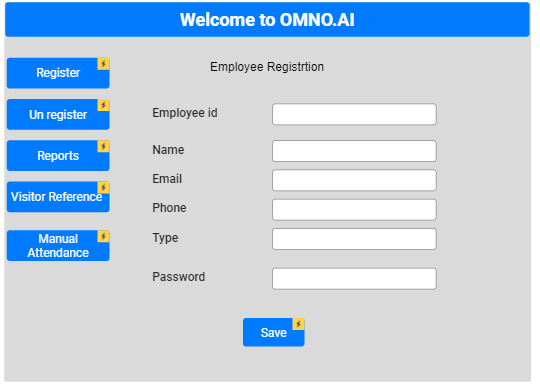 Welcome to OMNO.AI
Employee Registrtion
Register
Un register
Reports
Visitor Reference
Manual
Attendance
Employee id
Name
Email
Phone
Type
Password
Save